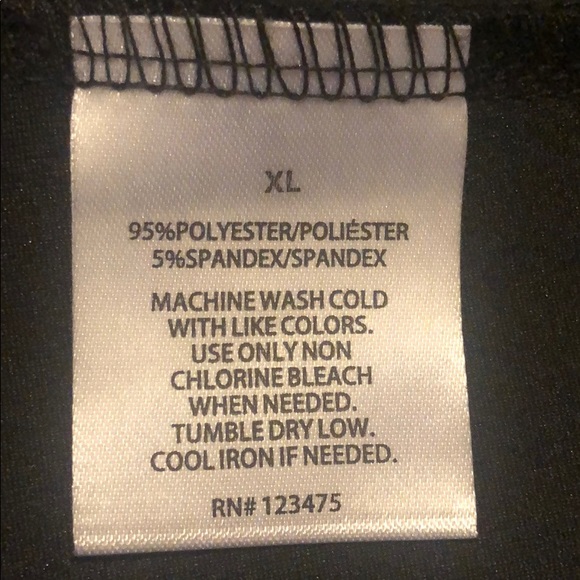 XL
95%POLYESTER/POLIÉSTER
5%SPANDEX/SPANDEX
MACHINE WASH COLD
WITH LIKE COLORS.
USE ONLY NON
CHLORINE BLEACH
WHEN NEEDED.
TUMBLE DRY LOW.
COOL IRON IF NEEDED.
RN# 123475